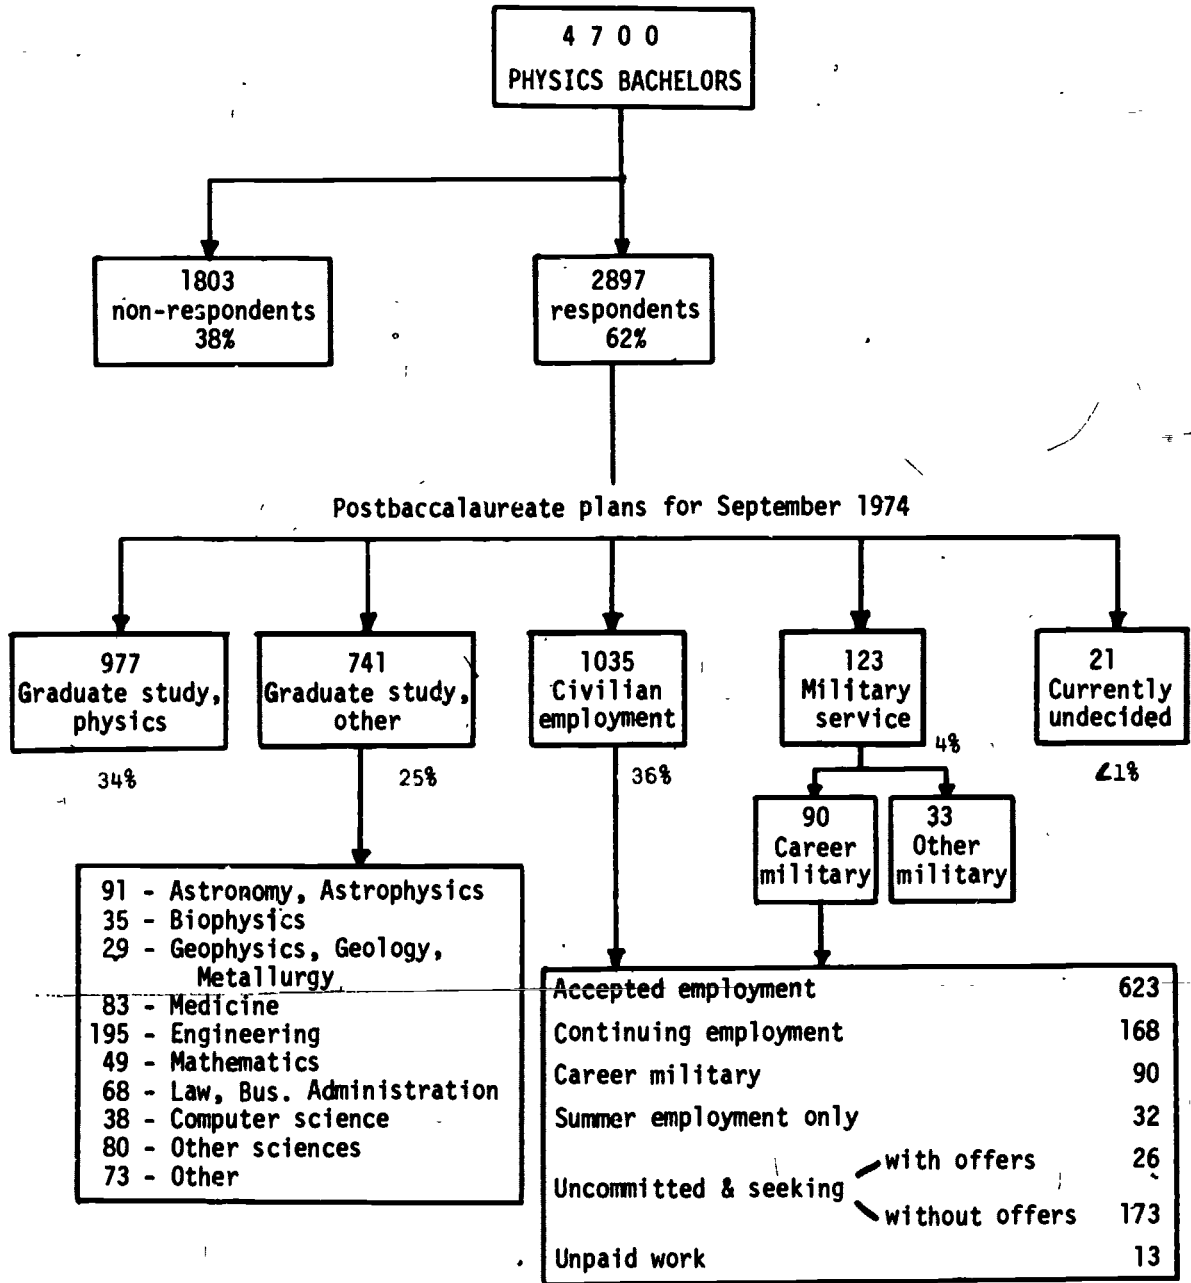 4 7 0 0
PHYSICS BACHELORS
1803
non-respondents
38%
2897
respondents
62%
Postbaccalaureate plans for September 1974
977
Graduate study,
physics
34%
741
Graduate study,
other
25%
1035
Civilian
employment
36%
123
Military
service
4%
21
Currently
undecided
<1%
90
Career
military
33
Other
military
91 - Astronomy, Astrophysics
35 - Biophysics
29 - Geophysics, Geology,
Metallurgy
83 - Medicine
195 - Engineering
49 - Mathematics
68 - Law, Bus. Administration
38 - Computer science
80 - Other sciences
73 - Other
Accepted employment 623
Continuing employment 168
Career military 90
Summer employment only 32
Uncommitted & seeking
with offers 26
without offers 173
Unpaid work 13